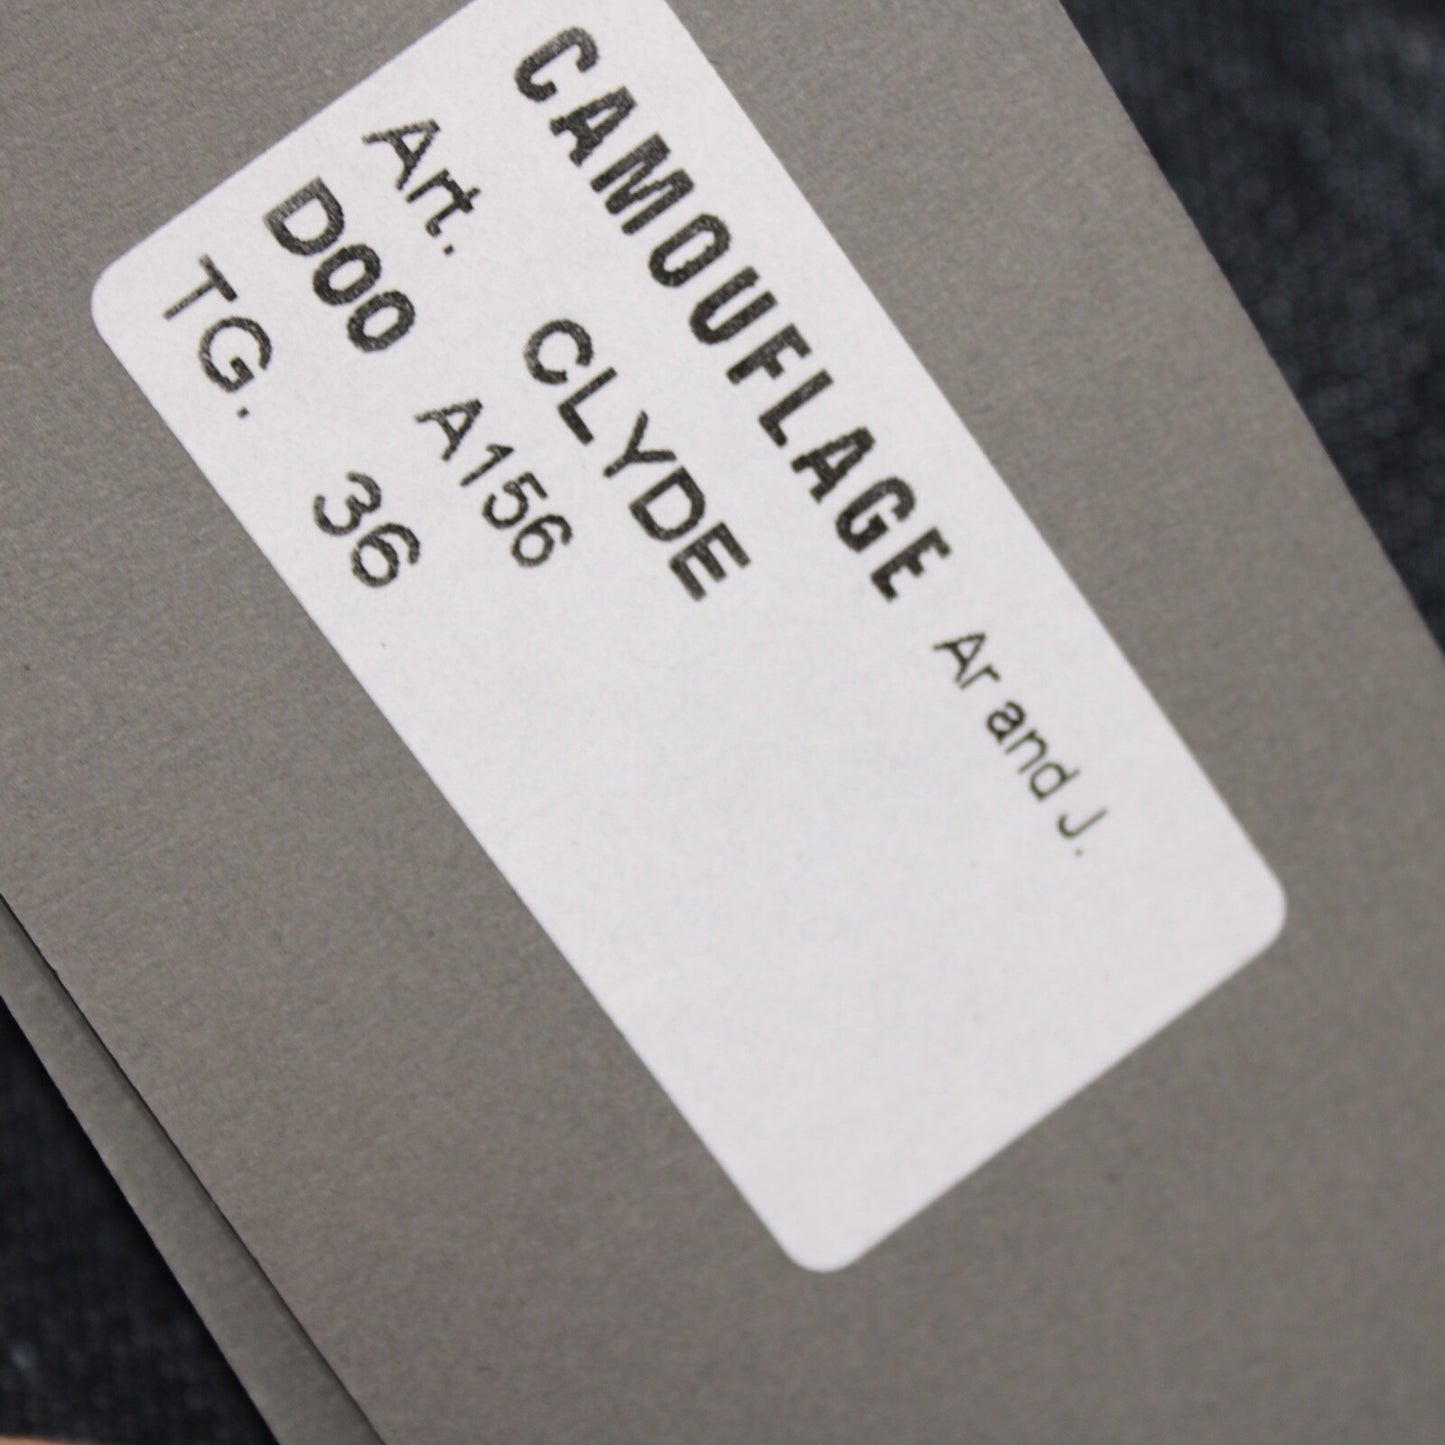 CAMOUFLAGE Ar and J.
Art. CLYDE
D00 A156
TG. 36